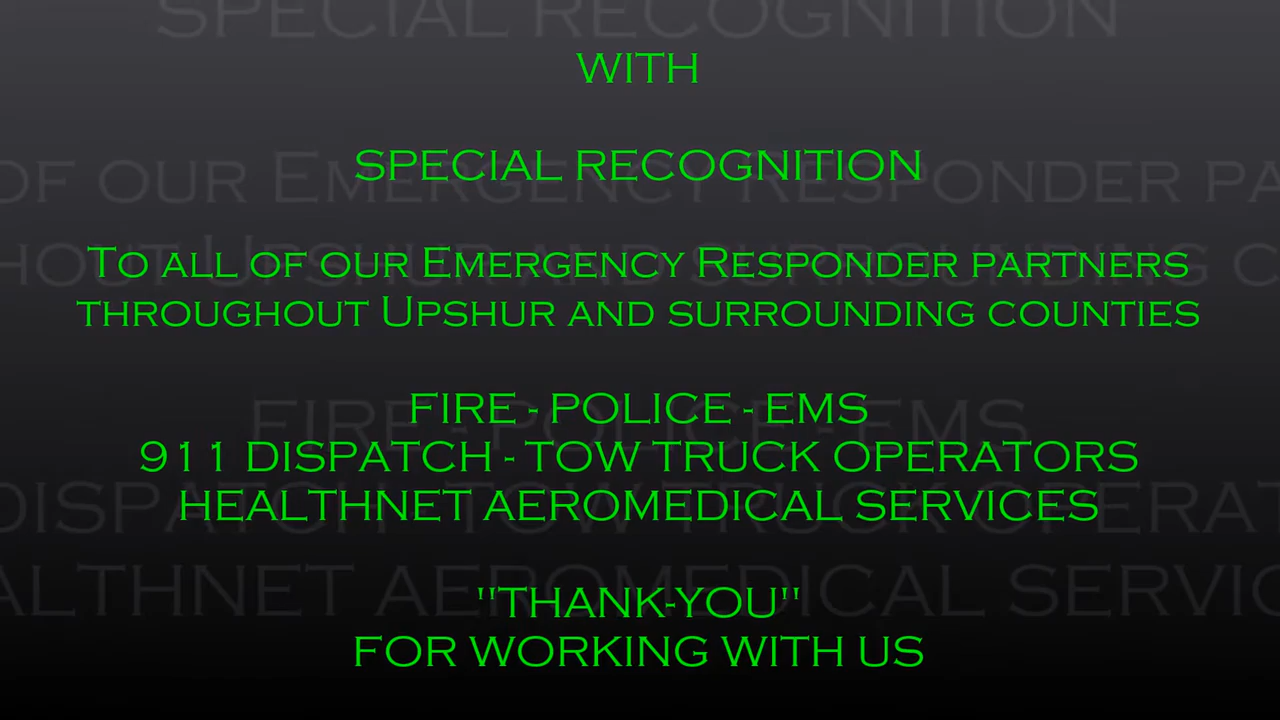 WITH
SPECIAL RECOGNITION
To all of our Emergency Responder partners
throughout Upshur and surrounding counties
FIRE - POLICE - EMS
911 DISPATCH - TOW TRUCK OPERATORS
HEALTHNET AEROMEDICAL SERVICES
"THANK-YOU"
FOR WORKING WITH US